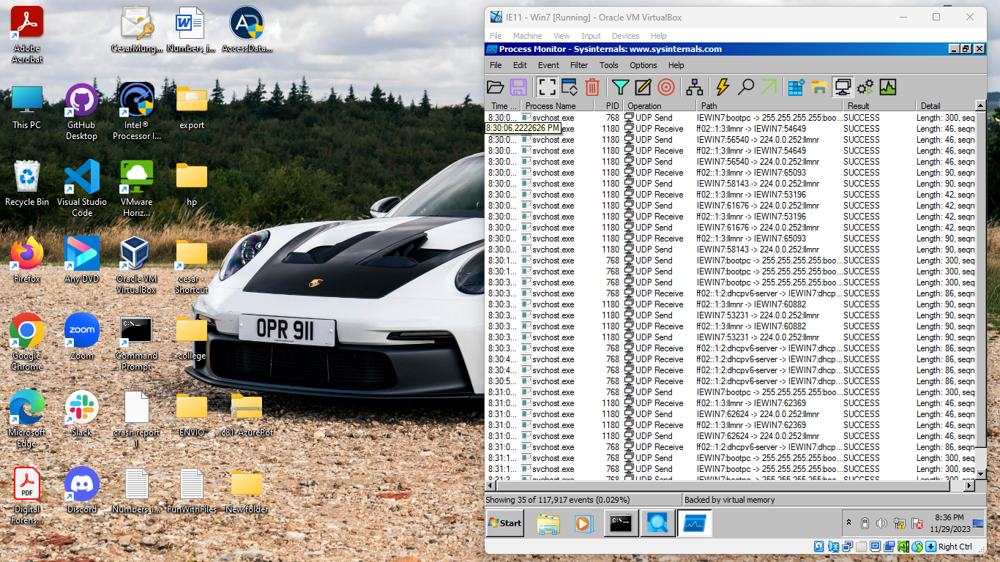 Adobe Acrobat
CesarMung...
Numbers_i...
AccessData...
This PC
GitHub Desktop
Intel® Processor I...
export
Recycle Bin
Visual Studio Code
VMware Horiz...
hp
Firefox
Any DVD
Oracle VM VirtualBox
cesar - Shortcut
Google Chrome
Zoom
Command Prompt
college
Microsoft Edge
Slack
crash report 1
ENVIO
c81-AzurePot
Digital Forens...
Discord
Numbers_i...
FunWithFiles
New folder
zoom
C:\_
PDF
OPR 911
IE11 - Win7 [Running] - Oracle VM VirtualBox
File Machine View Input Devices Help
Process Monitor - Sysinternals: www.sysinternals.com
File Edit Event Filter Tools Options Help
Time ... Process Name PID Operation Path Result Detail
8:30:0... svchost.exe 768 UDP Send IEWIN7:bootpc -> 255.255.255.255:boo... SUCCESS Length: 300, seq
8:30:06.2222626 PM .exe 1180 UDP Receive ff02::1:3:llmnr -> IEWIN7:54649 SUCCESS Length: 46, seqn
8:30:0... svchost.exe 1180 UDP Send IEWIN7:56540 -> 224.0.0.252:llmnr SUCCESS Length: 46, seqn
8:30:0... svchost.exe 1180 UDP Receive ff02::1:3:llmnr -> IEWIN7:54649 SUCCESS Length: 46, seqn
8:30:0... svchost.exe 1180 UDP Send IEWIN7:56540 -> 224.0.0.252:llmnr SUCCESS Length: 46, seqn
8:30:0... svchost.exe 1180 UDP Receive ff02::1:3:llmnr -> IEWIN7:65093 SUCCESS Length: 90, seqn
8:30:0... svchost.exe 1180 UDP Send IEWIN7:58143 -> 224.0.0.252:llmnr SUCCESS Length: 90, seqn
8:30:0... svchost.exe 1180 UDP Receive ff02::1:3:llmnr -> IEWIN7:53196 SUCCESS Length: 42, seqn
8:30:0... svchost.exe 1180 UDP Send IEWIN7:61676 -> 224.0.0.252:llmnr SUCCESS Length: 42, seqn
8:30:0... svchost.exe 1180 UDP Receive ff02::1:3:llmnr -> IEWIN7:53196 SUCCESS Length: 42, seqn
8:30:0... svchost.exe 1180 UDP Send IEWIN7:61676 -> 224.0.0.252:llmnr SUCCESS Length: 42, seqn
8:30:0... svchost.exe 1180 UDP Receive ff02::1:3:llmnr -> IEWIN7:65093 SUCCESS Length: 90, seqn
8:30:0... svchost.exe 1180 UDP Send IEWIN7:58143 -> 224.0.0.252:llmnr SUCCESS Length: 90, seqn
8:30:1... svchost.exe 768 UDP Send IEWIN7:bootpc -> 255.255.255.255:boo... SUCCESS Length: 300, seq
8:30:1... svchost.exe 768 UDP Send IEWIN7:bootpc -> 255.255.255.255:boo... SUCCESS Length: 300, seq
8:30:3... svchost.exe 768 UDP Send IEWIN7:bootpc -> 255.255.255.255:boo... SUCCESS Length: 300, seq
8:30:3... svchost.exe 768 UDP Receive ff02::1:2:dhcpv6-server -> IEWIN7:dhcp... SUCCESS Length: 86, seqn
8:30:3... svchost.exe 1180 UDP Receive ff02::1:3:llmnr -> IEWIN7:60882 SUCCESS Length: 90, seqn
8:30:3... svchost.exe 1180 UDP Send IEWIN7:53231 -> 224.0.0.252:llmnr SUCCESS Length: 90, seqn
8:30:3... svchost.exe 1180 UDP Receive ff02::1:3:llmnr -> IEWIN7:60882 SUCCESS Length: 90, seqn
8:30:3... svchost.exe 1180 UDP Send IEWIN7:53231 -> 224.0.0.252:llmnr SUCCESS Length: 90, seqn
8:30:3... svchost.exe 768 UDP Receive ff02::1:2:dhcpv6-server -> IEWIN7:dhcp... SUCCESS Length: 86, seqn
8:30:4... svchost.exe 768 UDP Receive ff02::1:2:dhcpv6-server -> IEWIN7:dhcp... SUCCESS Length: 86, seqn
8:30:4... svchost.exe 768 UDP Receive ff02::1:2:dhcpv6-server -> IEWIN7:dhcp... SUCCESS Length: 86, seqn
8:30:5... svchost.exe 768 UDP Receive ff02::1:2:dhcpv6-server -> IEWIN7:dhcp... SUCCESS Length: 86, seqn
8:31:0... svchost.exe 768 UDP Send IEWIN7:bootpc -> 255.255.255.255:boo... SUCCESS Length: 300, seq
8:31:0... svchost.exe 1180 UDP Receive ff02::1:3:llmnr -> IEWIN7:62369 SUCCESS Length: 46, seqn
8:31:0... svchost.exe 1180 UDP Send IEWIN7:62624 -> 224.0.0.252:llmnr SUCCESS Length: 46, seqn
8:31:0... svchost.exe 1180 UDP Receive ff02::1:3:llmnr -> IEWIN7:62369 SUCCESS Length: 46, seqn
8:31:0... svchost.exe 1180 UDP Send IEWIN7:62624 -> 224.0.0.252:llmnr SUCCESS Length: 46, seqn
8:31:0... svchost.exe 768 UDP Receive ff02::1:2:dhcpv6-server -> IEWIN7:dhcp... SUCCESS Length: 86, seqn
8:31:1... svchost.exe 768 UDP Send IEWIN7:bootpc -> 255.255.255.255:boo... SUCCESS Length: 300, seq
8:31:1... svchost.exe 768 UDP Send IEWIN7:bootpc -> 255.255.255.255:boo... SUCCESS Length: 300, seq
Showing 35 of 117,917 events (0.029%) Backed by virtual memory
Start
8:36 PM
11/29/2023
Right Ctrl